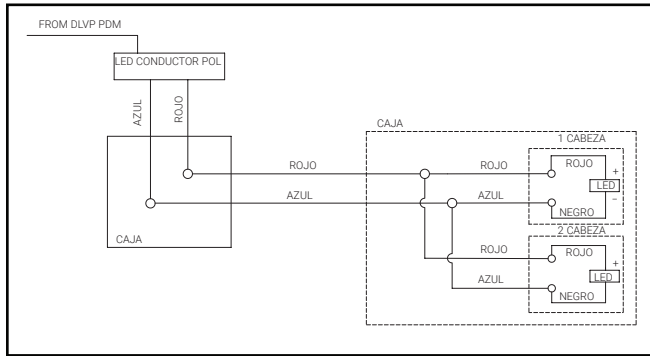 FROM DLVP PDM
LED CONDUCTOR POL
AZUL
ROJO
CAJA
ROJO
AZUL
CAJA
1 CABEZA
ROJO
ROJO
+
LED
AZUL
−
NEGRO
2 CABEZA
ROJO
ROJO
+
LED
AZUL
NEGRO